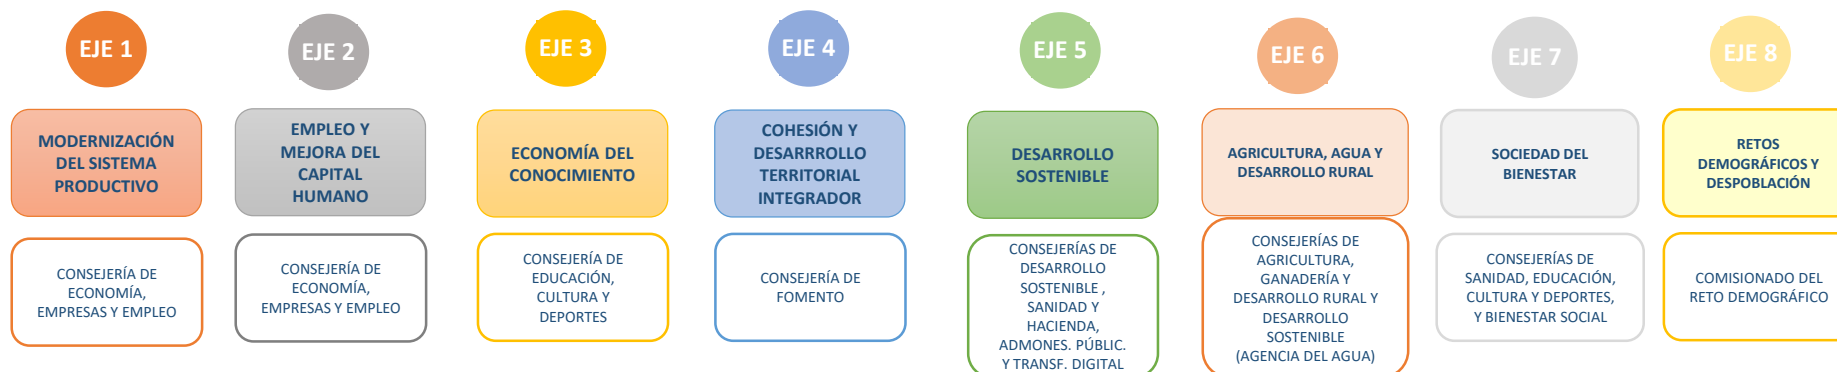 EJE 1
EJE 2
EJE 3
EJE 4
EJE 5
EJE 6
EJE 7
EJE 8
MODERNIZACIÓN
DEL SISTEMA
PRODUCTIVO
EMPLEO Y
MEJORA DEL
CAPITAL
HUMANO
ECONOMÍA DEL
CONOCIMIENTO
COHESIÓN Y
DESARRROLLO
TERRITORIAL
INTEGRADOR
DESARROLLO
SOSTENIBLE
AGRICULTURA, AGUA Y
DESARROLLO RURAL
SOCIEDAD DEL
BIENESTAR
RETOS
DEMOGRÁFICOS Y
DESPOBLACIÓN
CONSEJERÍA DE
ECONOMÍA,
EMPRESAS Y EMPLEO
CONSEJERÍA DE
ECONOMÍA,
EMPRESAS Y EMPLEO
CONSEJERÍA DE
EDUCACIÓN,
CULTURA Y
DEPORTES
CONSEJERÍA DE
FOMENTO
CONSEJERÍAS DE
DESARROLLO
SOSTENIBLE ,
SANIDAD Y
HACIENDA,
ADMONES. PÚBLIC.
Y TRANSF. DIGITAL
CONSEJERÍAS DE
AGRICULTURA,
GANADERÍA Y
DESARROLLO RURAL Y
DESARROLLO
SOSTENIBLE
(AGENCIA DEL AGUA)
CONSEJERÍAS DE
SANIDAD, EDUCACIÓN,
CULTURA Y DEPORTES,
Y BIENESTAR SOCIAL
COMISIONADO DEL
RETO DEMOGRÁFICO